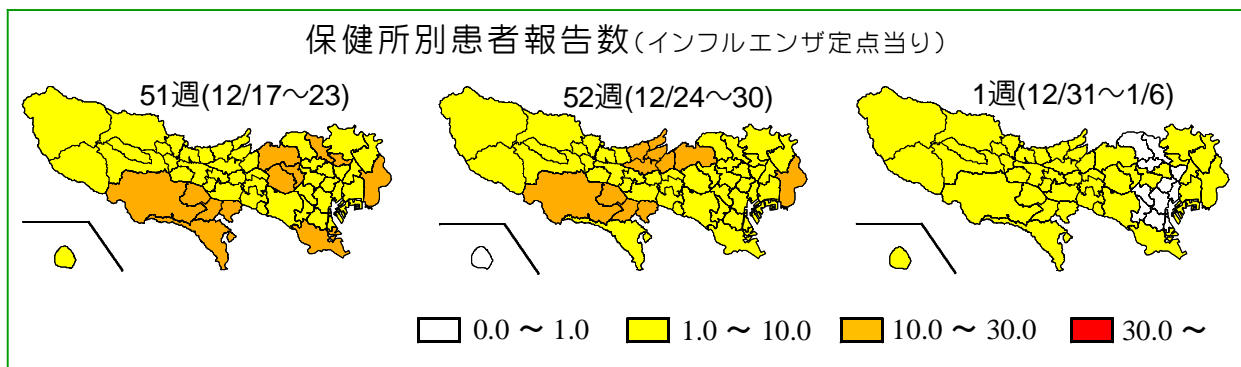 保健所別患者報告数(インフルエンザ定点当り)
51週(12/17～23)
52週(12/24～30)
1週(12/31～1/6)
0.0 ～ 1.0
1.0 ～ 10.0
10.0 ～ 30.0
30.0 ～